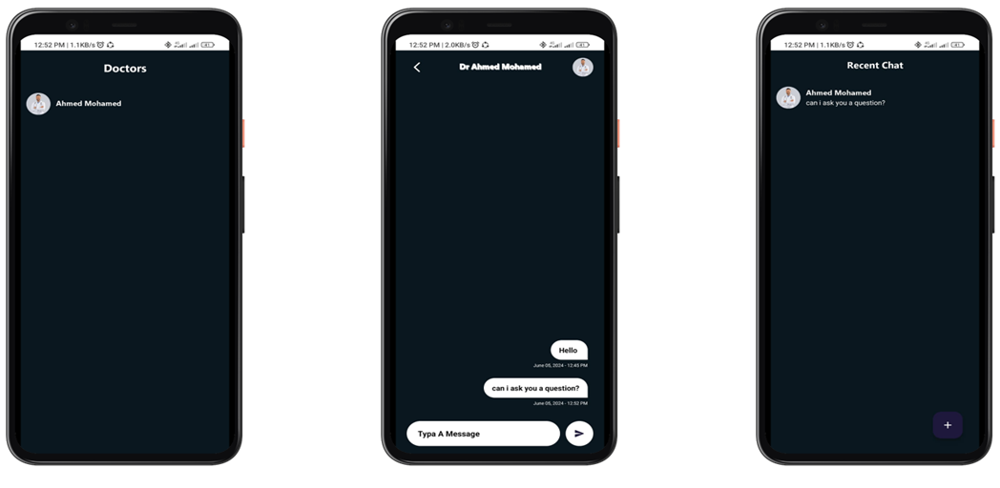 12:52 PM | 1.1KB/s
Doctors
Ahmed Mohamed
12:52 PM | 2.0KB/s
Dr Ahmed Mohamed
Hello
June 05, 2024 - 12:45 PM
can i ask you a question?
June 05, 2024 - 12:52 PM
Typa A Message
12:52 PM | 1.1KB/s
Recent Chat
Ahmed Mohamed
can i ask you a question?
+